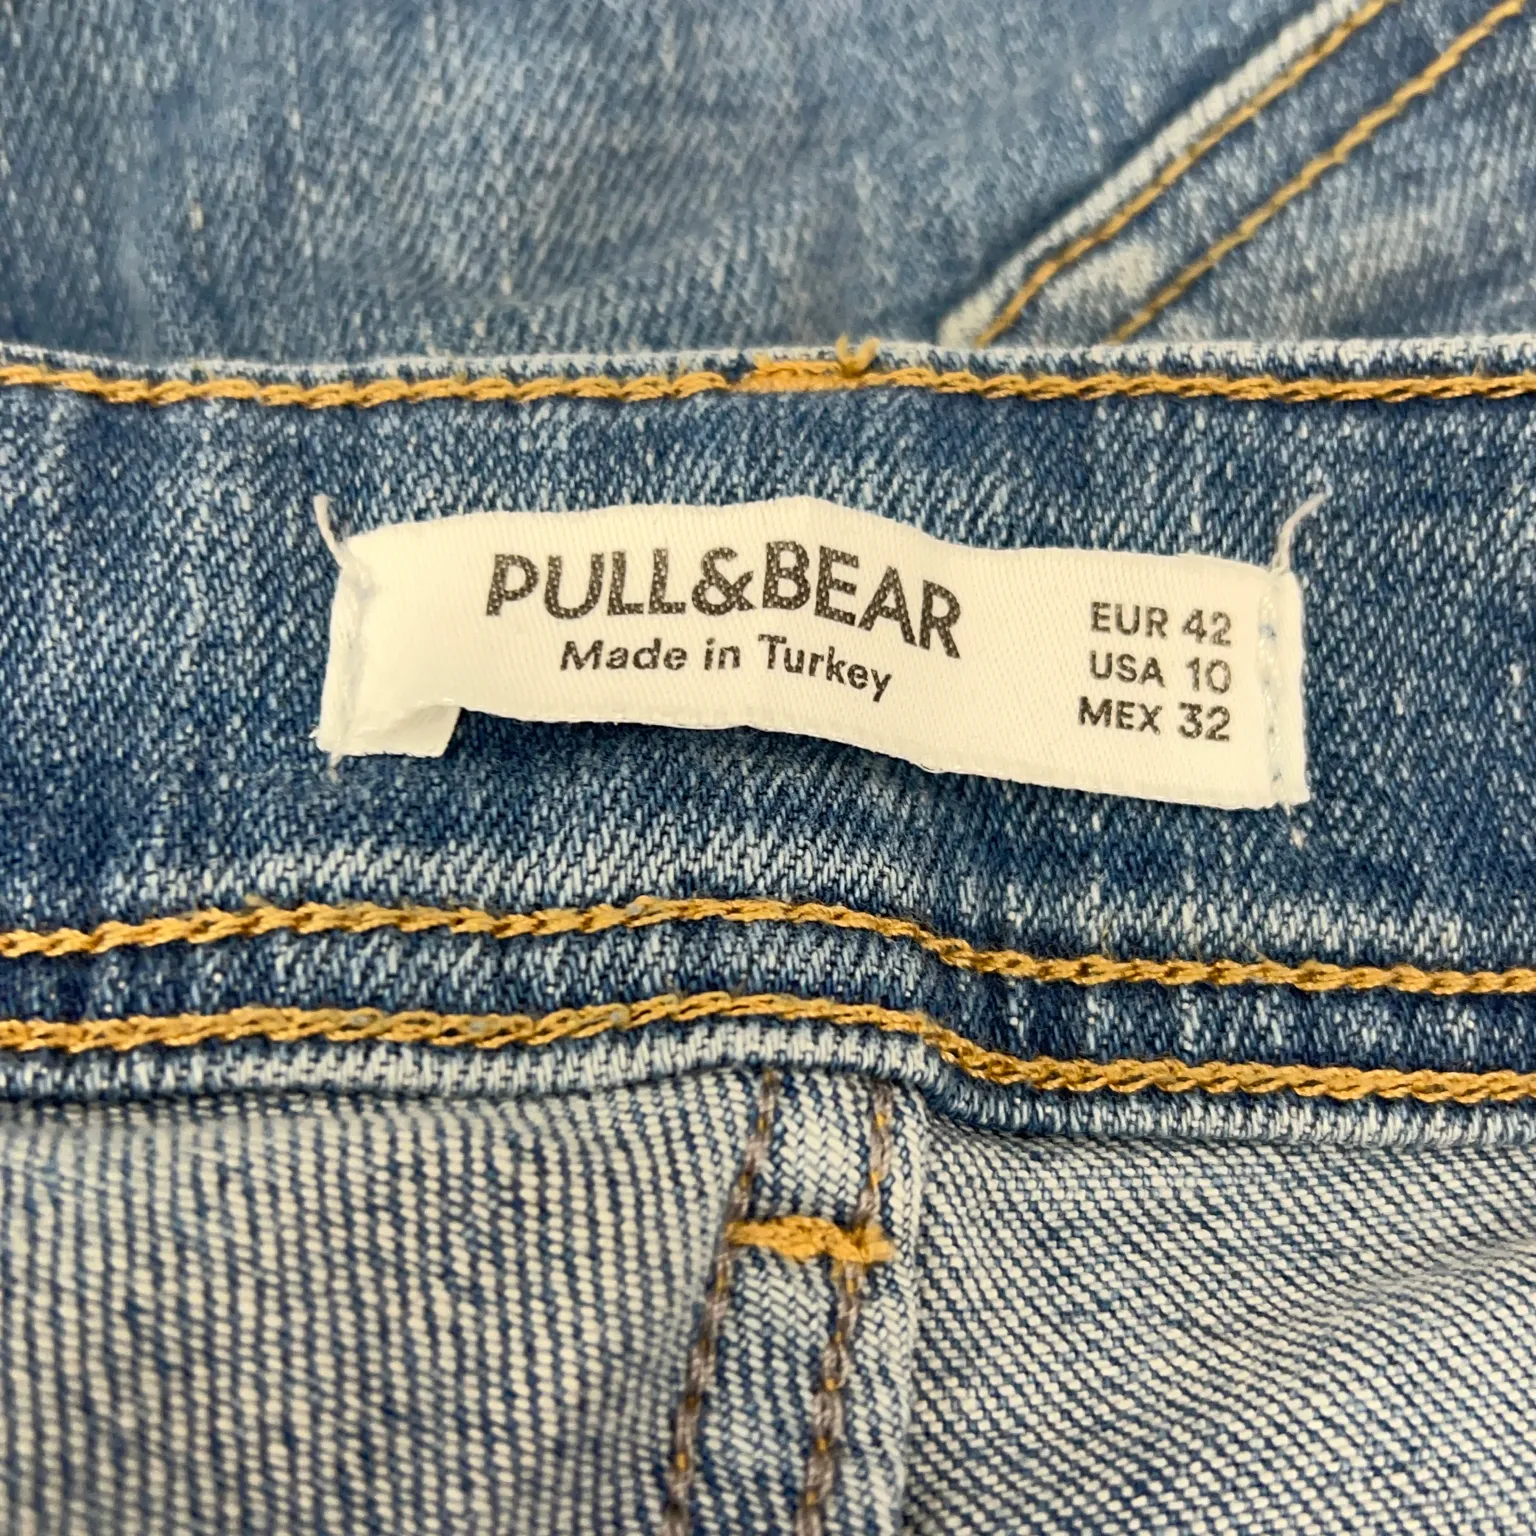 PULL&BEAR
Made in Turkey
EUR 42
USA 10
MEX 32